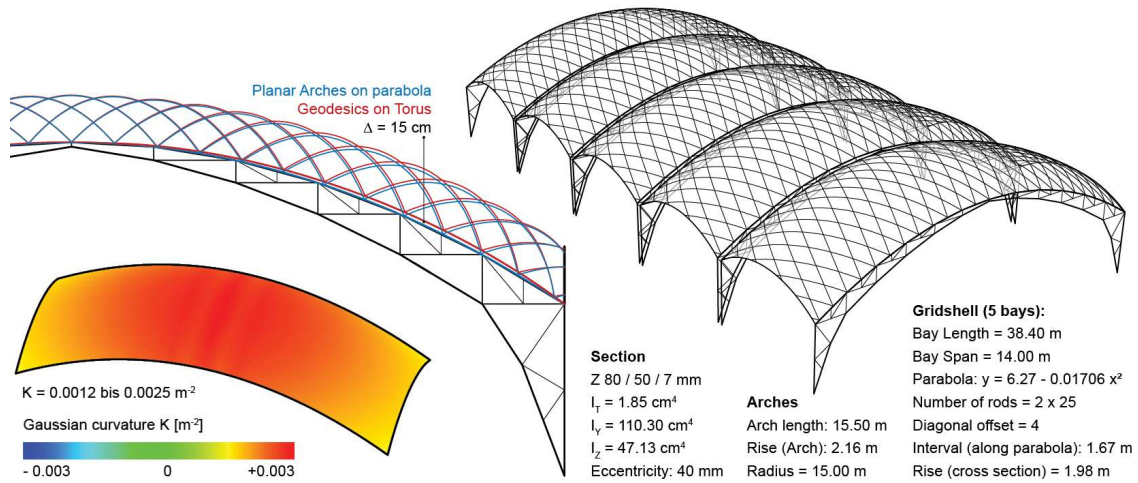 Planar Arches on parabola
Geodesics on Torus
Δ = 15 cm
K = 0.0012 bis 0.0025 m⁻²
Gaussian curvature K [m⁻²]
- 0.003 0 +0.003
Section
Z 80 / 50 / 7 mm
I_T = 1.85 cm⁴
I_Y = 110.30 cm⁴
I_Z = 47.13 cm⁴
Eccentricity: 40 mm
Arches
Arch length: 15.50 m
Rise (Arch): 2.16 m
Radius = 15.00 m
Gridshell (5 bays):
Bay Length = 38.40 m
Bay Span = 14.00 m
Parabola: y = 6.27 - 0.01706 x²
Number of rods = 2 x 25
Diagonal offset = 4
Interval (along parabola): 1.67 m
Rise (cross section) = 1.98 m